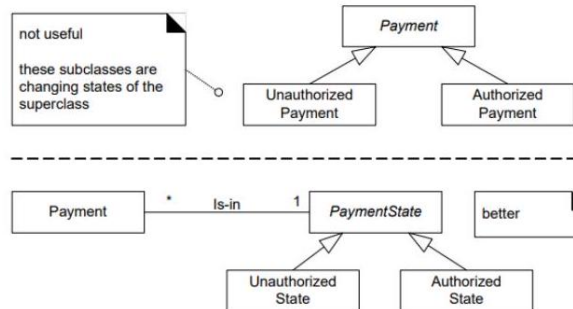 not useful
these subclasses are
changing states of the
superclass
Payment
Unauthorized
Payment
Authorized
Payment
Payment
* Is-in 1
PaymentState
better
Unauthorized
State
Authorized
State